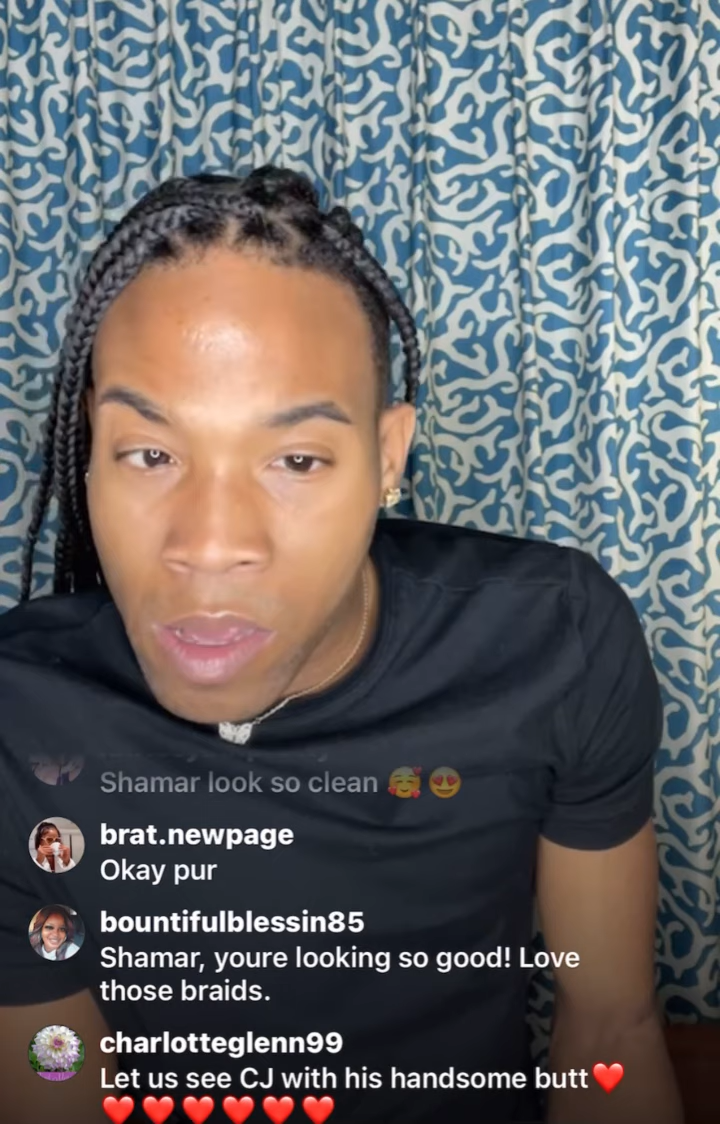 Shamar look so clean 🥰😍
brat.newpage
Okay pur
bountifulblessin85
Shamar, youre looking so good! Love
those braids.
charlotteglenn99
Let us see CJ with his handsome butt❤️
❤️❤️❤️❤️❤️❤️